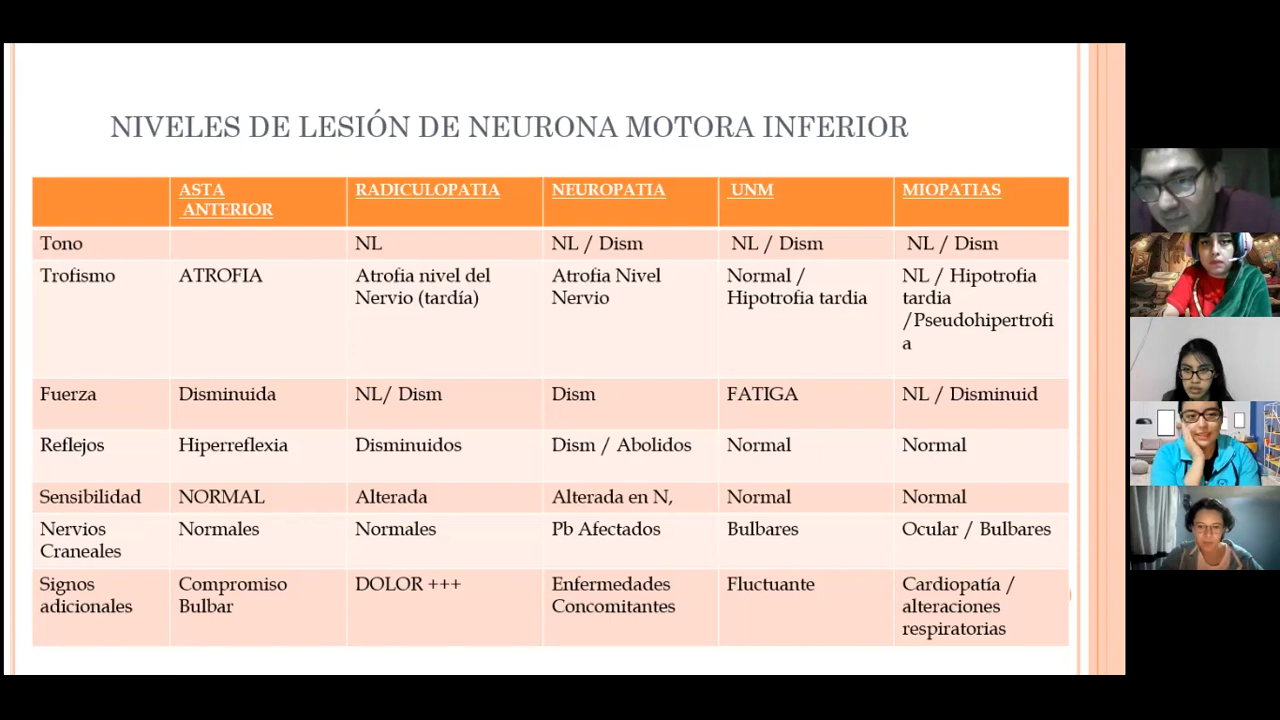 NIVELES DE LESIÓN DE NEURONA MOTORA INFERIOR
ASTA
ANTERIOR
RADICULOPATIA
NEUROPATIA
UNM
MIOPATIAS
Tono
NL
NL / Dism
NL / Dism
NL / Dism
Trofismo
ATROFIA
Atrofia nivel del
Nervio (tardía)
Atrofia Nivel
Nervio
Normal /
Hipotrofia tardia
NL / Hipotrofia
tardia
/Pseudohipertrofi
a
Fuerza
Disminuida
NL/ Dism
Dism
FATIGA
NL / Disminuid
Reflejos
Hiperreflexia
Disminuidos
Dism / Abolidos
Normal
Normal
Sensibilidad
NORMAL
Alterada
Alterada en N,
Normal
Normal
Nervios
Craneales
Normales
Normales
Pb Afectados
Bulbares
Ocular / Bulbares
Signos
adicionales
Compromiso
Bulbar
DOLOR +++
Enfermedades
Concomitantes
Fluctuante
Cardiopatía /
alteraciones
respiratorias